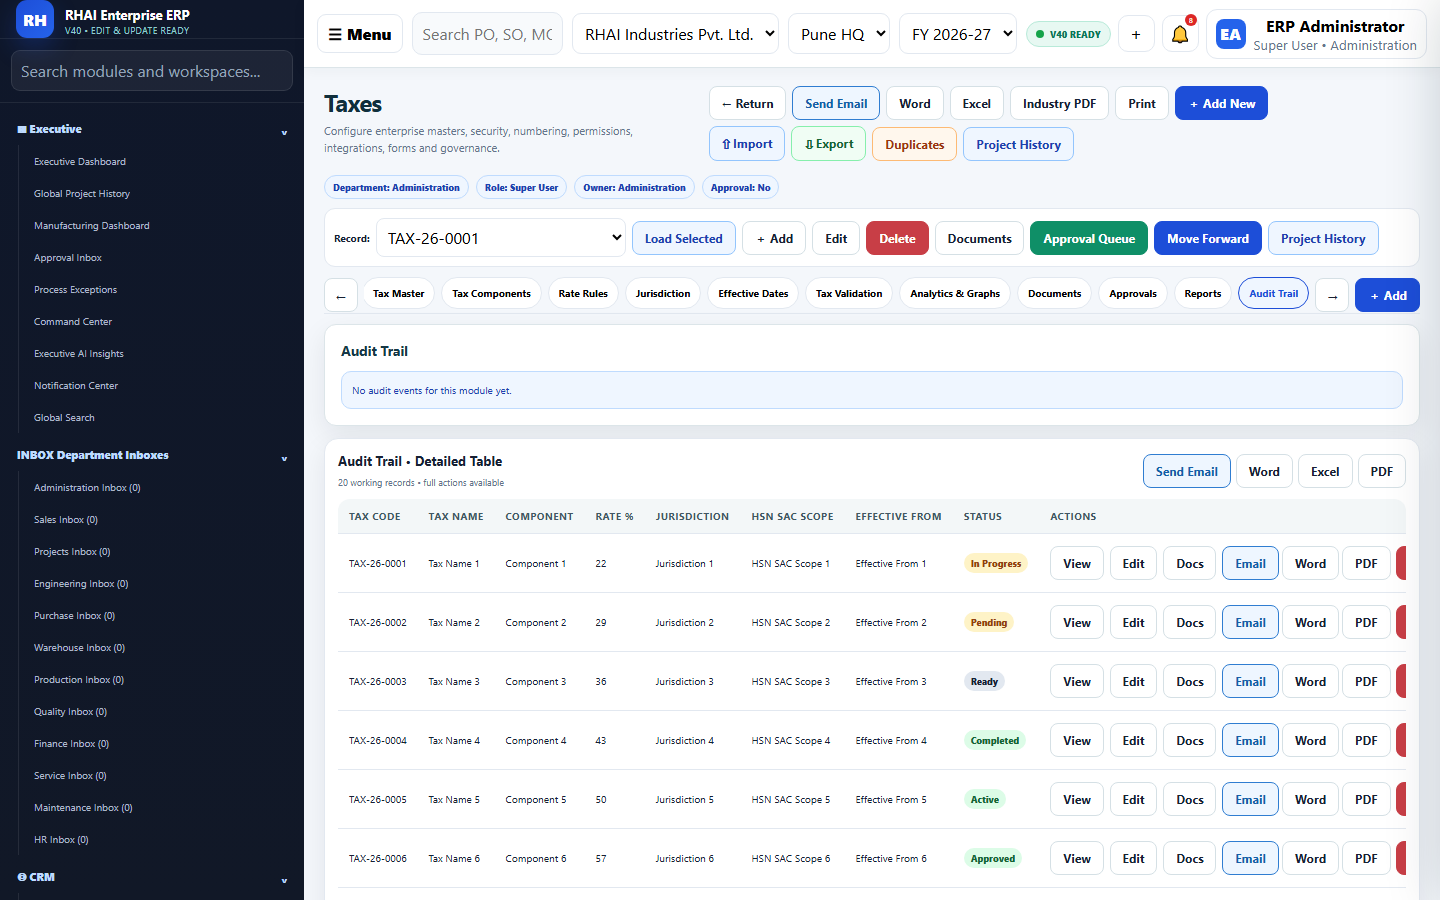 RH
RHAI Enterprise ERP
V40 • EDIT & UPDATE READY
Search modules and workspaces...
Executive
Executive Dashboard
Global Project History
Manufacturing Dashboard
Approval Inbox
Process Exceptions
Command Center
Executive AI Insights
Notification Center
Global Search
INBOX Department Inboxes
Administration Inbox (0)
Sales Inbox (0)
Projects Inbox (0)
Engineering Inbox (0)
Purchase Inbox (0)
Warehouse Inbox (0)
Production Inbox (0)
Quality Inbox (0)
Finance Inbox (0)
Service Inbox (0)
Maintenance Inbox (0)
HR Inbox (0)
CRM
☰ Menu
Search PO, SO, MC
RHAI Industries Pvt. Ltd.
Pune HQ
FY 2026-27
V40 READY
+
8
EA
ERP Administrator
Super User • Administration
Taxes
Configure enterprise masters, security, numbering, permissions,
integrations, forms and governance.
← Return
Send Email
Word
Excel
Industry PDF
Print
+ Add New
⇧ Import
⇩ Export
Duplicates
Project History
Department: Administration
Role: Super User
Owner: Administration
Approval: No
Record:
TAX-26-0001
Load Selected
+ Add
Edit
Delete
Documents
Approval Queue
Move Forward
Project History
←
Tax Master
Tax Components
Rate Rules
Jurisdiction
Effective Dates
Tax Validation
Analytics & Graphs
Documents
Approvals
Reports
Audit Trail
→
+ Add
Audit Trail
No audit events for this module yet.
Audit Trail • Detailed Table
20 working records • full actions available
Send Email
Word
Excel
PDF
TAX CODE TAX NAME COMPONENT RATE % JURISDICTION HSN SAC SCOPE EFFECTIVE FROM STATUS ACTIONS
TAX-26-0001 Tax Name 1 Component 1 22 Jurisdiction 1 HSN SAC Scope 1 Effective From 1 In Progress View Edit Docs Email Word PDF
TAX-26-0002 Tax Name 2 Component 2 29 Jurisdiction 2 HSN SAC Scope 2 Effective From 2 Pending View Edit Docs Email Word PDF
TAX-26-0003 Tax Name 3 Component 3 36 Jurisdiction 3 HSN SAC Scope 3 Effective From 3 Ready View Edit Docs Email Word PDF
TAX-26-0004 Tax Name 4 Component 4 43 Jurisdiction 4 HSN SAC Scope 4 Effective From 4 Completed View Edit Docs Email Word PDF
TAX-26-0005 Tax Name 5 Component 5 50 Jurisdiction 5 HSN SAC Scope 5 Effective From 5 Active View Edit Docs Email Word PDF
TAX-26-0006 Tax Name 6 Component 6 57 Jurisdiction 6 HSN SAC Scope 6 Effective From 6 Approved View Edit Docs Email Word PDF